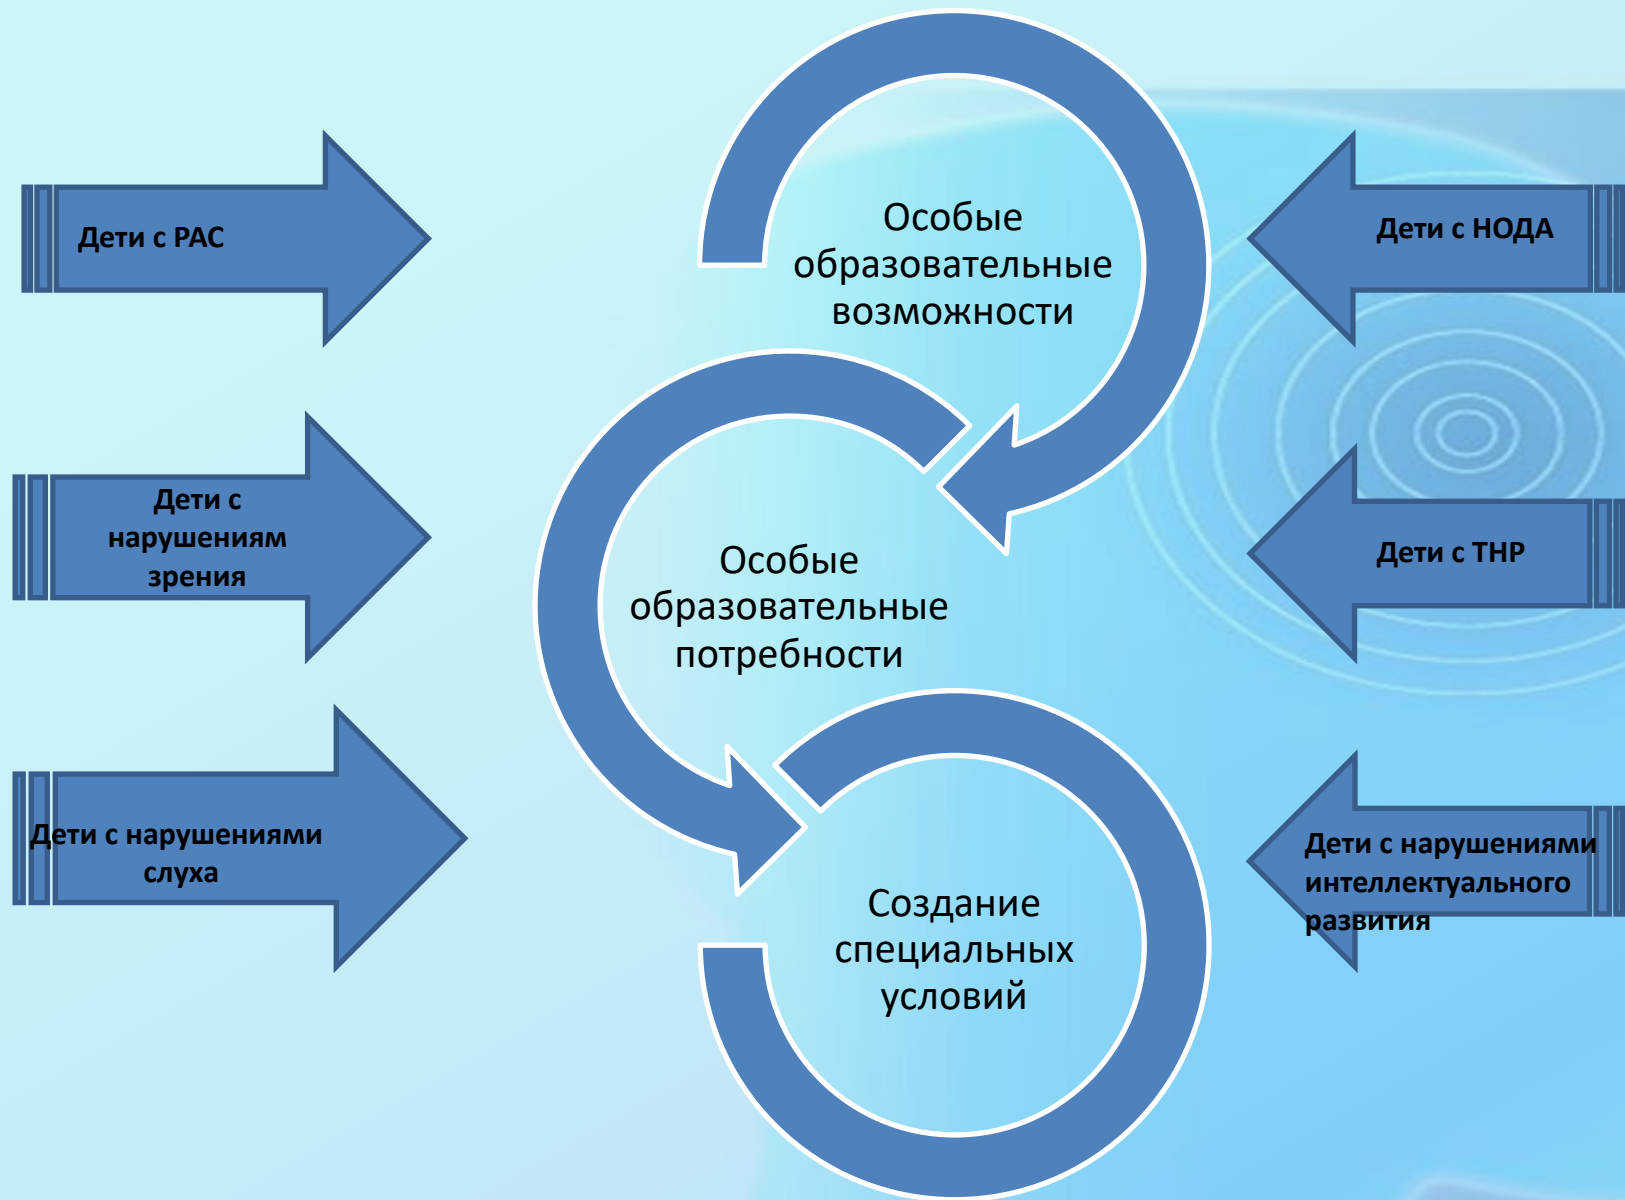 Дети с РАС
Дети с
нарушениям
зрения
Дети с нарушениями
слуха
Особые
образовательные
возможности
Особые
образовательные
потребности
Создание
специальных
условий
Дети с НОДА
Дети с ТНР
Дети с нарушениями
интеллектуального
развития